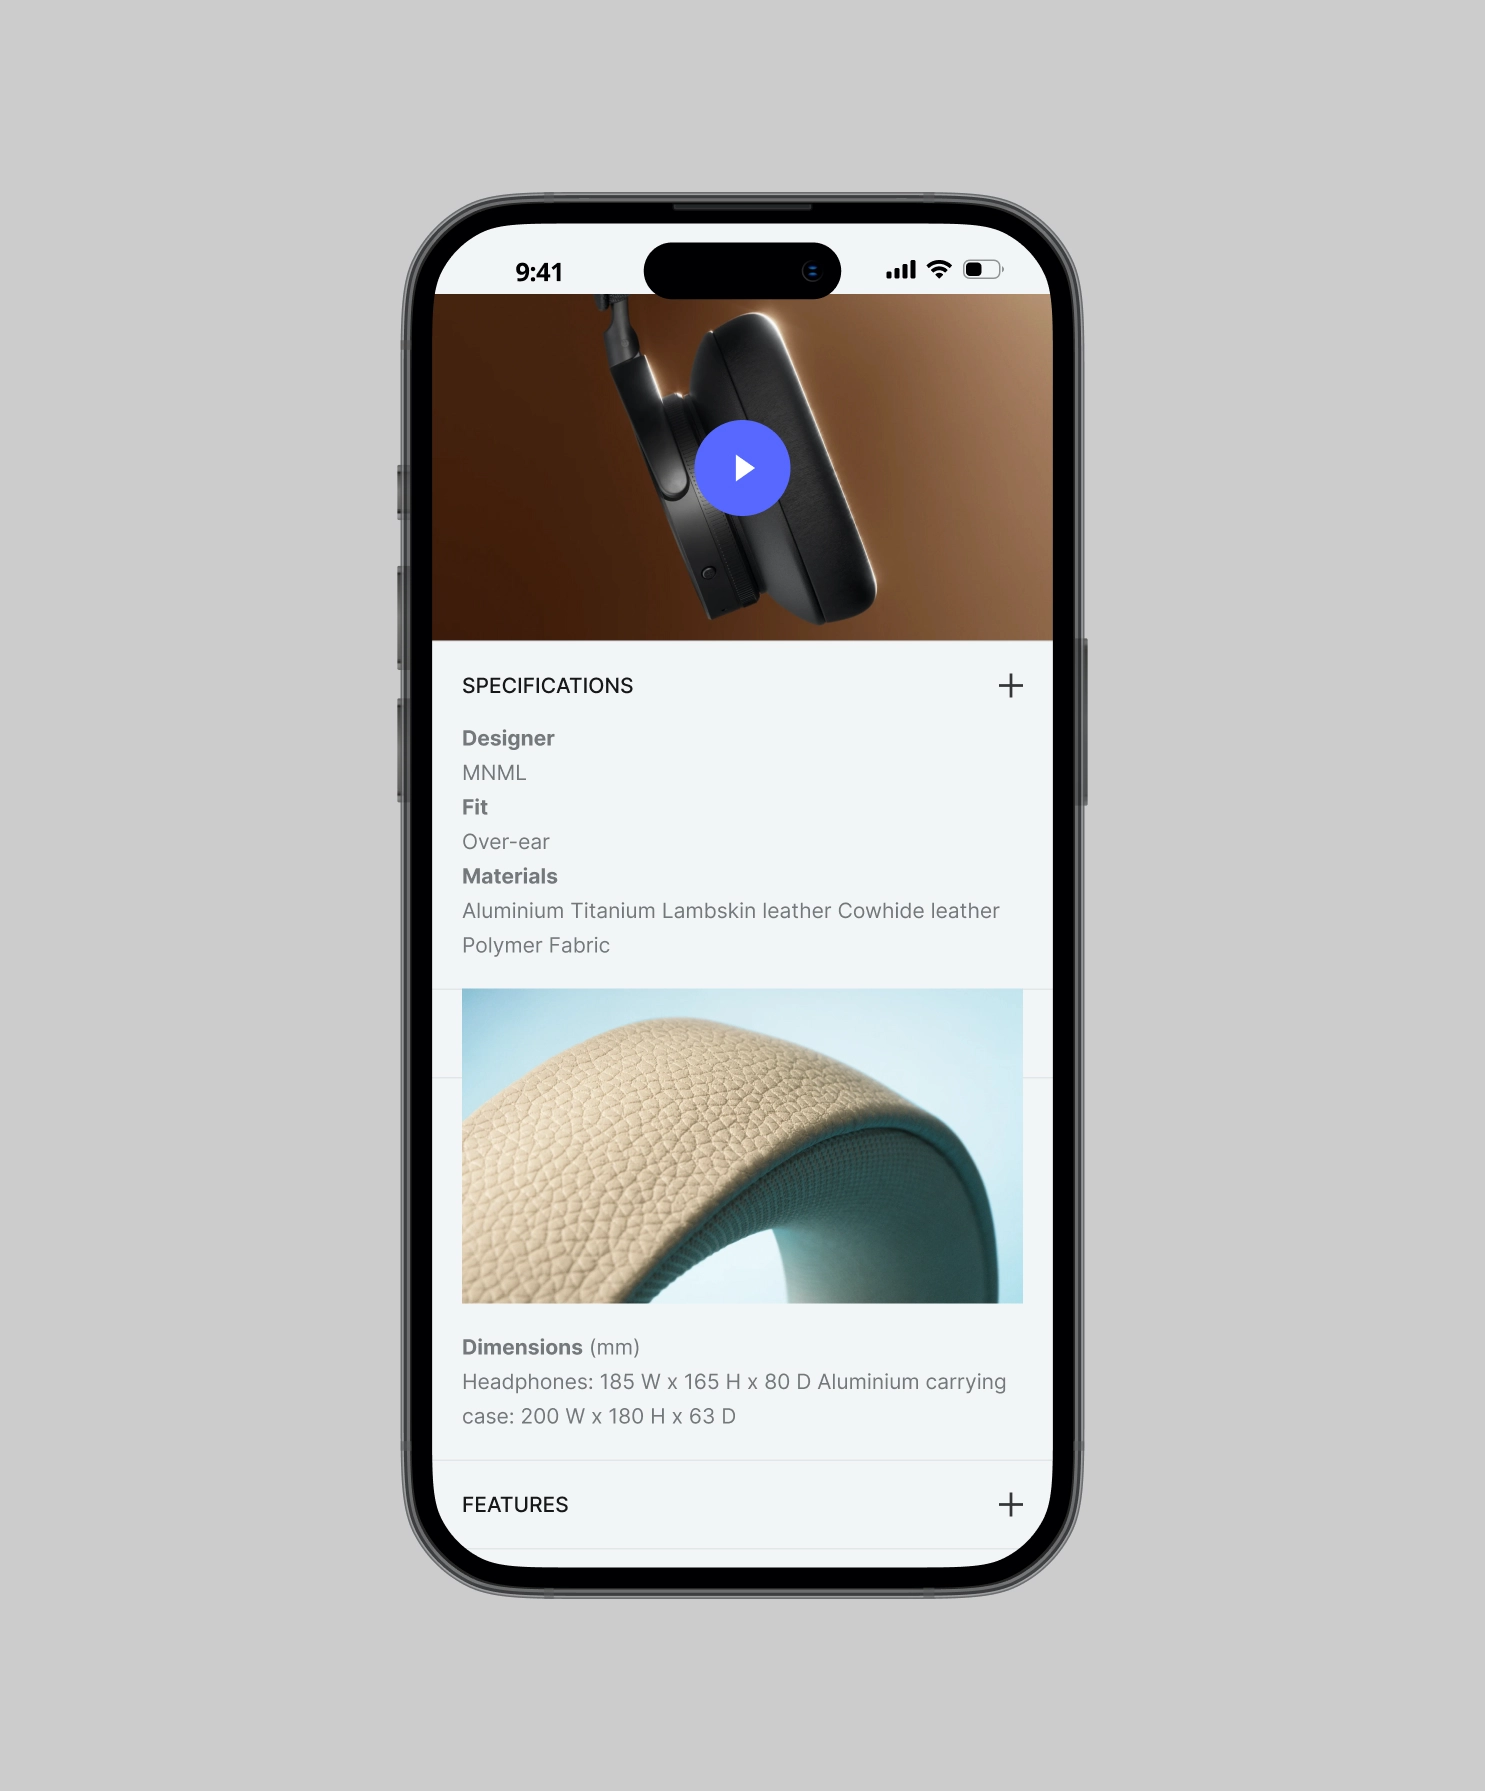 9:41
SPECIFICATIONS
Designer
MNML
Fit
Over-ear
Materials
Aluminium Titanium Lambskin leather Cowhide leather
Polymer Fabric
Dimensions (mm)
Headphones: 185 W x 165 H x 80 D Aluminium carrying
case: 200 W x 180 H x 63 D
FEATURES